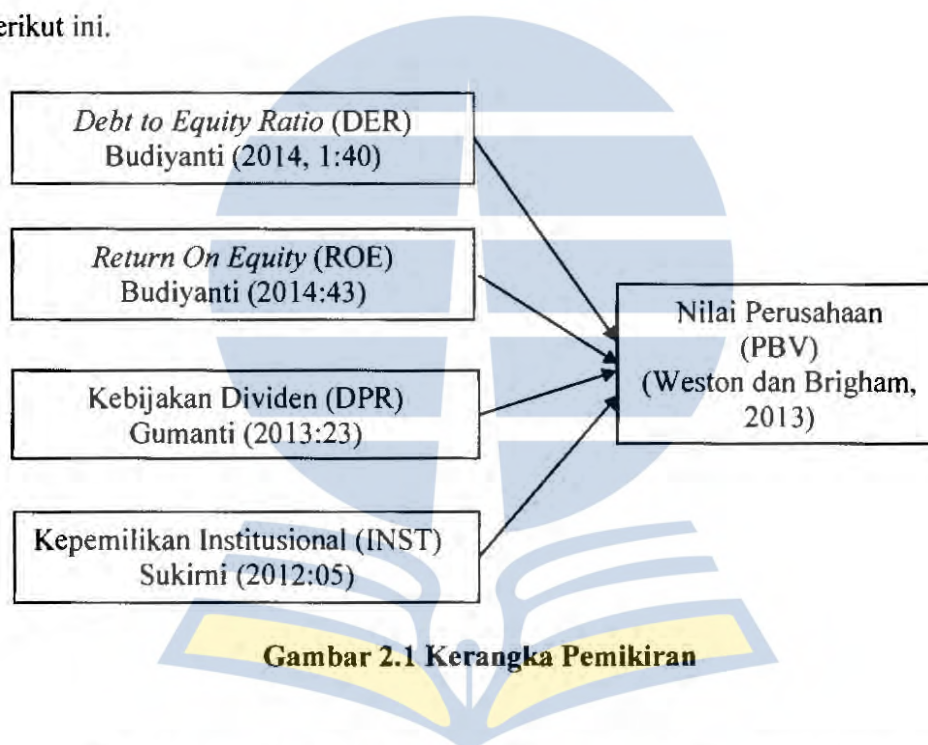 erikut ini.
Debt to Equity Ratio (DER)
Budiyanti (2014, 1:40)
Return On Equity (ROE)
Budiyanti (2014:43)
Kebijakan Dividen (DPR)
Gumanti (2013:23)
Kepemilikan Institusional (INST)
Sukirni (2012:05)
Nilai Perusahaan
(PBV)
(Weston dan Brigham,
2013)
Gambar 2.1 Kerangka Pemikiran